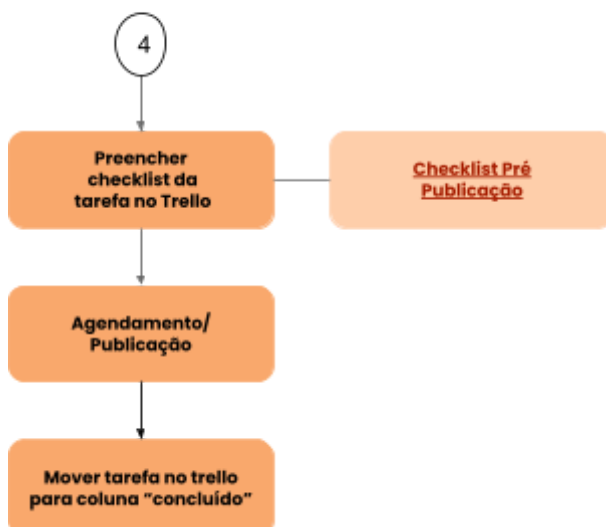 4
Preencher
checklist da
tarefa no Trello
Checklist Pré
Publicação
Agendamento/
Publicação
Mover tarefa no trello
para coluna “concluído”